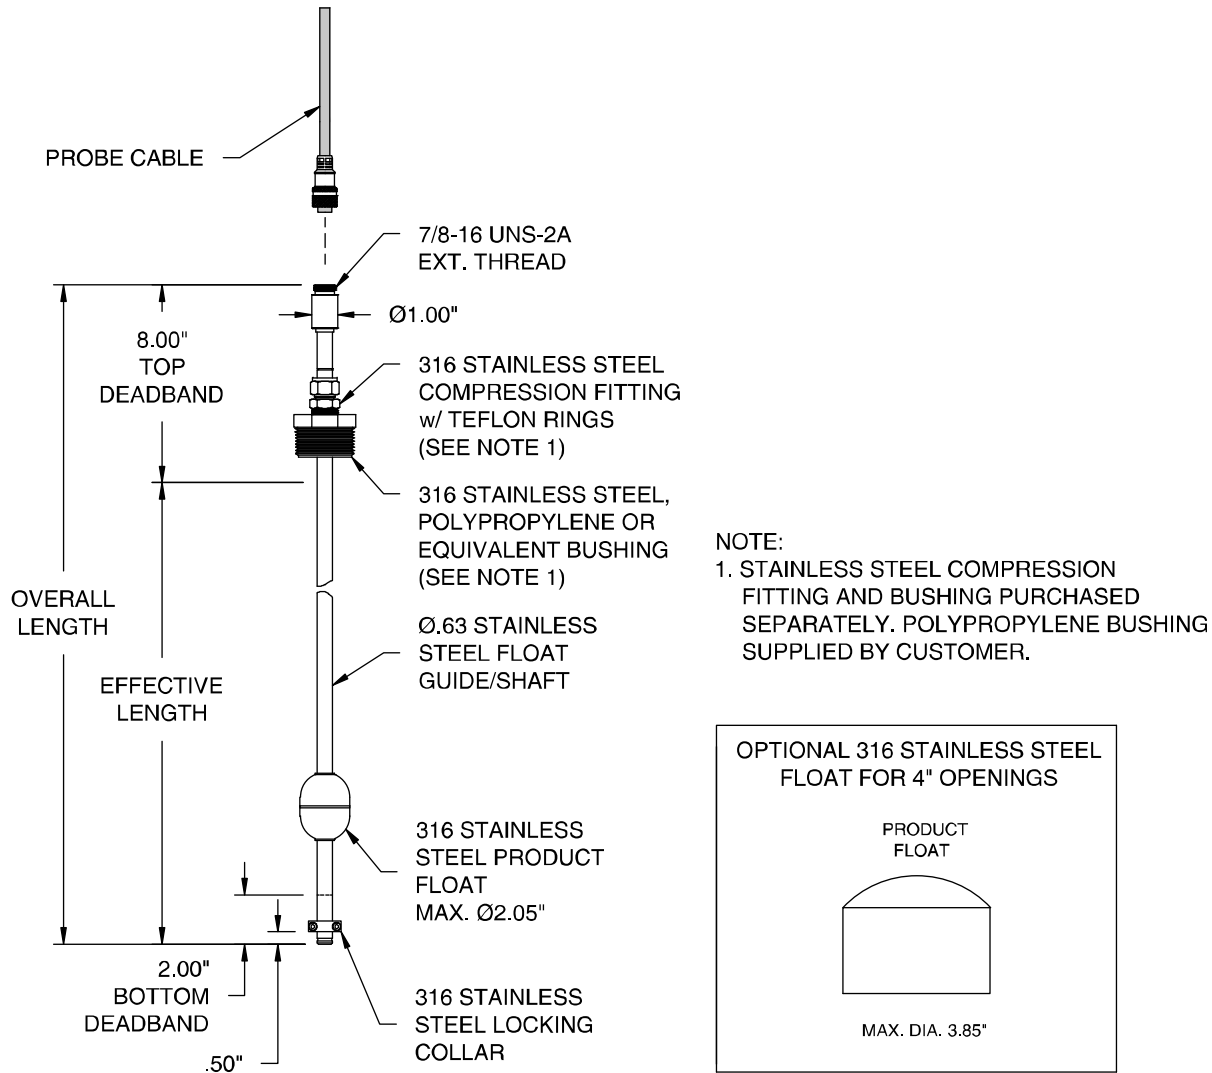 PROBE CABLE
7/8-16 UNS-2A
EXT. THREAD
Ø1.00"
8.00"
TOP
DEADBAND
316 STAINLESS STEEL
COMPRESSION FITTING
w/ TEFLON RINGS
(SEE NOTE 1)
316 STAINLESS STEEL,
POLYPROPYLENE OR
EQUIVALENT BUSHING
(SEE NOTE 1)
OVERALL
LENGTH
Ø.63 STAINLESS
STEEL FLOAT
GUIDE/SHAFT
EFFECTIVE
LENGTH
316 STAINLESS
STEEL PRODUCT
FLOAT
MAX. Ø2.05"
2.00"
BOTTOM
DEADBAND
.50"
316 STAINLESS
STEEL LOCKING
COLLAR
NOTE:
1. STAINLESS STEEL COMPRESSION
FITTING AND BUSHING PURCHASED
SEPARATELY. POLYPROPYLENE BUSHING
SUPPLIED BY CUSTOMER.
OPTIONAL 316 STAINLESS STEEL
FLOAT FOR 4" OPENINGS
PRODUCT
FLOAT
MAX. DIA. 3.85"